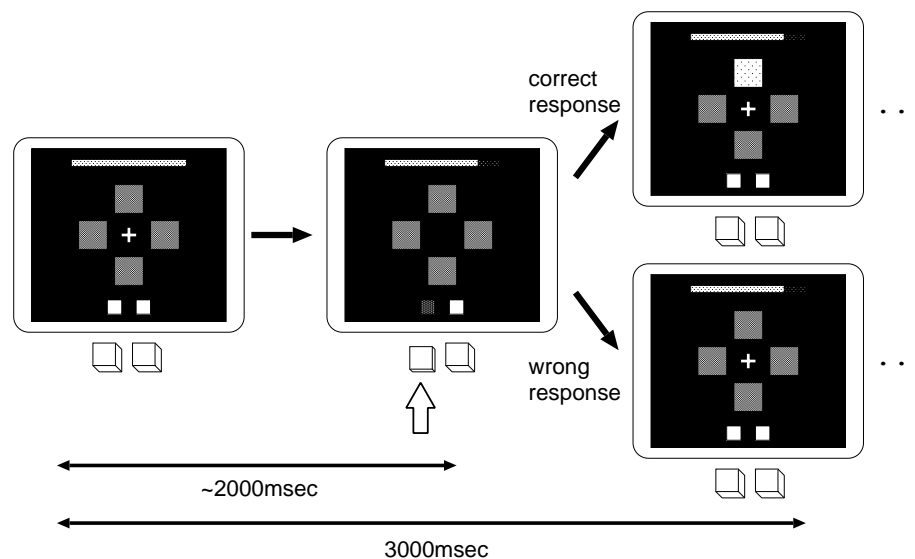 correct
response
. .
wrong
response
. .
~2000msec
3000msec